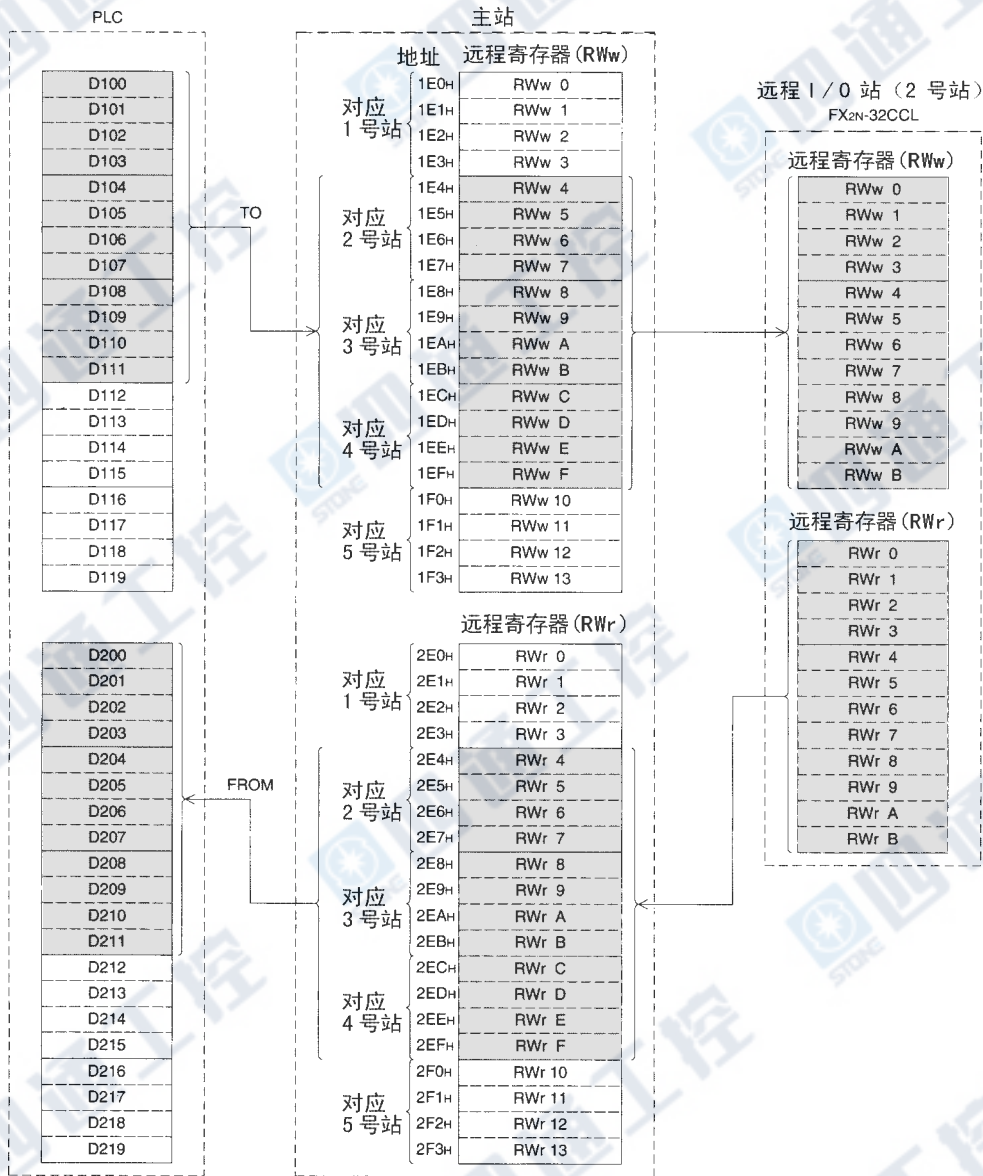 PLC
D100
D101
D102
D103
D104
D105
D106
D107
D108
D109
D110
D111
D112
D113
D114
D115
D116
D117
D118
D119
TO
D200
D201
D202
D203
D204
D205
D206
D207
D208
D209
D210
D211
D212
D213
D214
D215
D216
D217
D218
D219
FROM
主站
地址 远程寄存器(RWw)
对应
1 号站
1E0H RWw 0
1E1H RWw 1
1E2H RWw 2
1E3H RWw 3
对应
2 号站
1E4H RWw 4
1E5H RWw 5
1E6H RWw 6
1E7H RWw 7
对应
3 号站
1E8H RWw 8
1E9H RWw 9
1EAH RWw A
1EBH RWw B
对应
4 号站
1ECH RWw C
1EDH RWw D
1EEH RWw E
1EFH RWw F
对应
5 号站
1F0H RWw 10
1F1H RWw 11
1F2H RWw 12
1F3H RWw 13
远程寄存器(RWr)
对应
1 号站
2E0H RWr 0
2E1H RWr 1
2E2H RWr 2
2E3H RWr 3
对应
2 号站
2E4H RWr 4
2E5H RWr 5
2E6H RWr 6
2E7H RWr 7
对应
3 号站
2E8H RWr 8
2E9H RWr 9
2EAH RWr A
2EBH RWr B
对应
4 号站
2ECH RWr C
2EDH RWr D
2EEH RWr E
2EFH RWr F
对应
5 号站
2F0H RWr 10
2F1H RWr 11
2F2H RWr 12
2F3H RWr 13
远程 I/O 站（2 号站）
FX2N-32CCL
远程寄存器(RWw)
RWw 0
RWw 1
RWw 2
RWw 3
RWw 4
RWw 5
RWw 6
RWw 7
RWw 8
RWw 9
RWw A
RWw B
远程寄存器(RWr)
RWr 0
RWr 1
RWr 2
RWr 3
RWr 4
RWr 5
RWr 6
RWr 7
RWr 8
RWr 9
RWr A
RWr B
四通工控
STONE